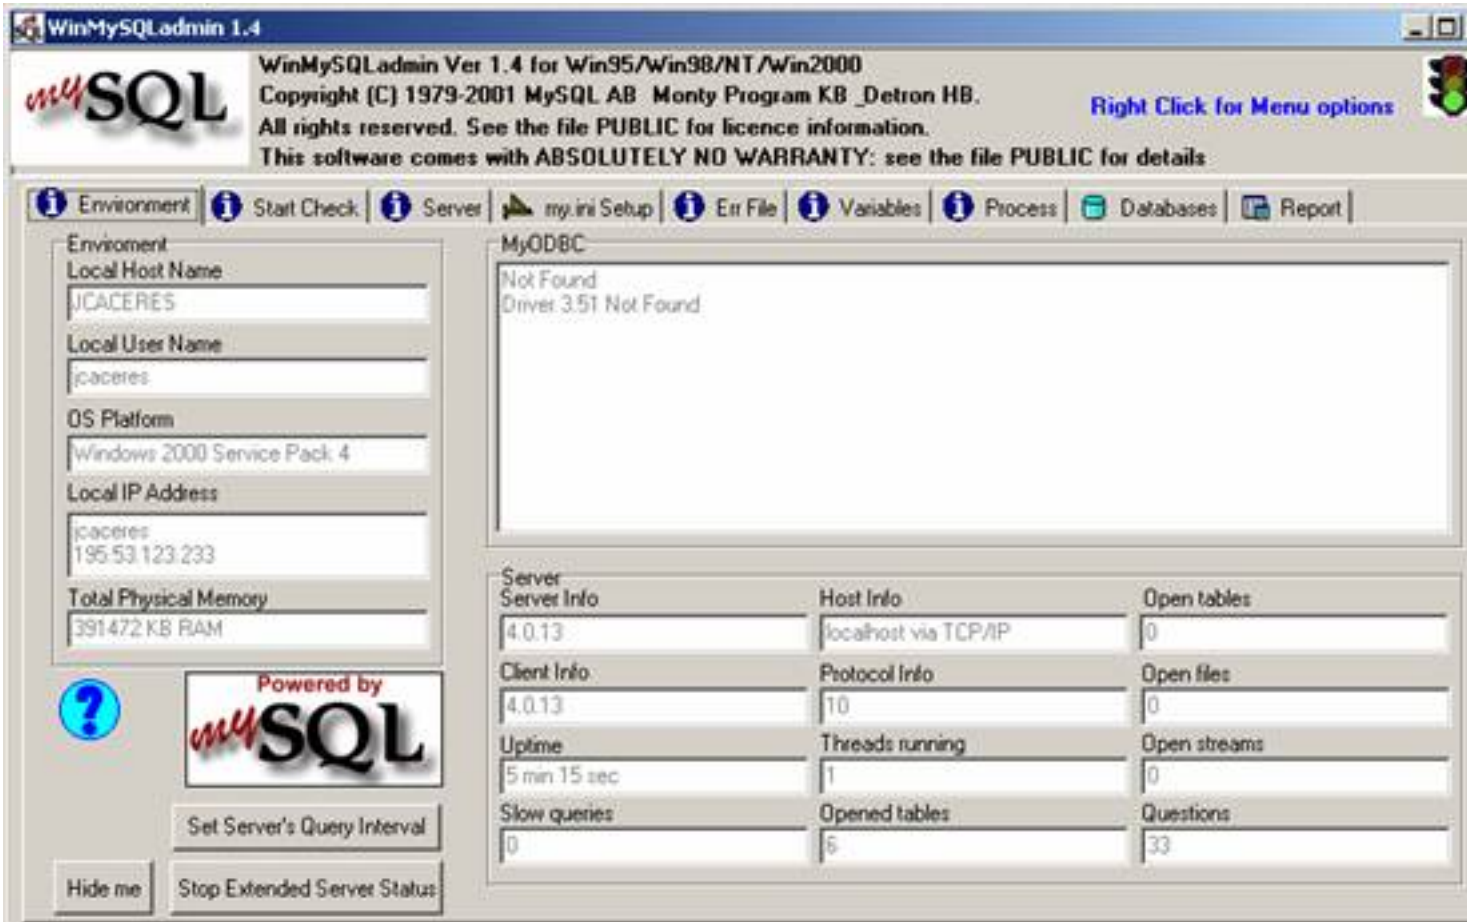 WinMySQLadmin 1.4
mySQL
WinMySQLadmin Ver 1.4 for Win95/Win98/NT/Win2000
Copyright (C) 1979-2001 MySQL AB Monty Program KB _Detron HB.
All rights reserved. See the file PUBLIC for licence information.
This software comes with ABSOLUTELY NO WARRANTY: see the file PUBLIC for details
Right Click for Menu options
Environment Start Check Server my.ini Setup Err File Variables Process Databases Report
Enviroment
Local Host Name
JCACERES
Local User Name
jcaceres
OS Platform
Windows 2000 Service Pack 4
Local IP Address
jcaceres
195.53.123.233
Total Physical Memory
391472 KB RAM
MyODBC
Not Found
Driver 3.51 Not Found
Server
Server Info Host Info Open tables
4.0.13 localhost via TCP/IP 0
Client Info Protocol Info Open files
4.0.13 10 0
Uptime Threads running Open streams
5 min 15 sec 1 0
Slow queries Opened tables Questions
0 6 33
?
Powered by
mySQL
Set Server's Query Interval
Hide me Stop Extended Server Status